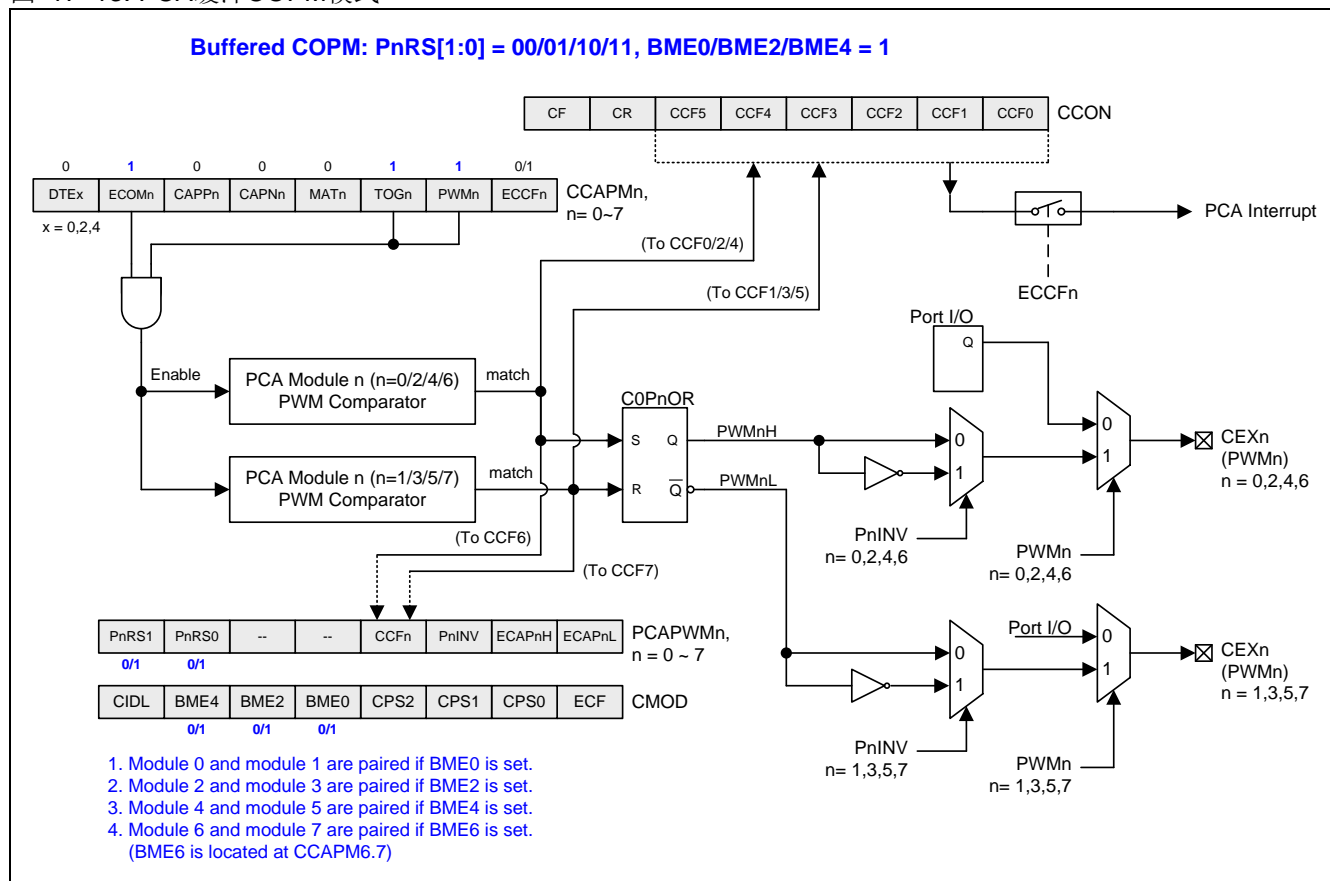 Buffered COPM: PnRS[1:0] = 00/01/10/11, BME0/BME2/BME4 = 1
CF CR CCF5 CCF4 CCF3 CCF2 CCF1 CCF0 CCON
0 1 0 0 0 1 1 0/1
DTEx ECOMn CAPPn CAPNn MATn TOGn PWMn ECCFn
CCAPMn,
n= 0~7
x = 0,2,4
PCA Interrupt
(To CCF0/2/4)
(To CCF1/3/5)
ECCFn
Port I/O
Q
Enable
PCA Module n (n=0/2/4/6)
PWM Comparator
match
C0PnOR
S Q
R Q
PWMnH
PWMnL
0
1
0
1
CEXn
(PWMn)
n = 0,2,4,6
PCA Module n (n=1/3/5/7)
PWM Comparator
match
PnINV
n= 0,2,4,6
PWMn
n= 0,2,4,6
(To CCF6)
(To CCF7)
PnRS1 PnRS0 -- -- CCFn PnINV ECAPnH ECAPnL
PCAPWMn,
n = 0 ~ 7
0/1 0/1
CIDL BME4 BME2 BME0 CPS2 CPS1 CPS0 ECF CMOD
0/1 0/1 0/1
Port I/O
0
1
0
1
CEXn
(PWMn)
n = 1,3,5,7
PnINV
n= 1,3,5,7
PWMn
n= 1,3,5,7
1. Module 0 and module 1 are paired if BME0 is set.
2. Module 2 and module 3 are paired if BME2 is set.
3. Module 4 and module 5 are paired if BME4 is set.
4. Module 6 and module 7 are paired if BME6 is set.
(BME6 is located at CCAPM6.7)